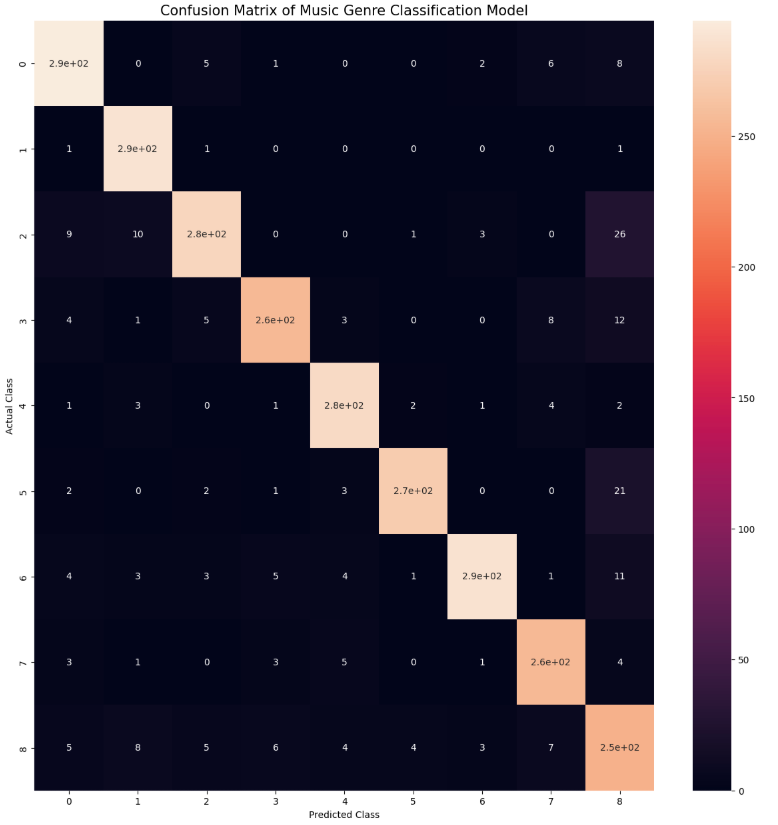 Confusion Matrix of Music Genre Classification Model
0 2.9e+02 0 5 1 0 0 2 6 8
1 1 2.9e+02 1 0 0 0 0 0 1
2 9 10 2.8e+02 0 0 1 3 0 26
3 4 1 5 2.6e+02 3 0 0 8 12
4 1 3 0 1 2.8e+02 2 1 4 2
5 2 0 2 1 3 2.7e+02 0 0 21
6 4 3 3 5 4 1 2.9e+02 1 11
7 3 1 0 3 5 0 1 2.6e+02 4
8 5 8 5 6 4 4 3 7 2.5e+02
0 1 2 3 4 5 6 7 8
Predicted Class
Actual Class
250
200
150
100
50
0